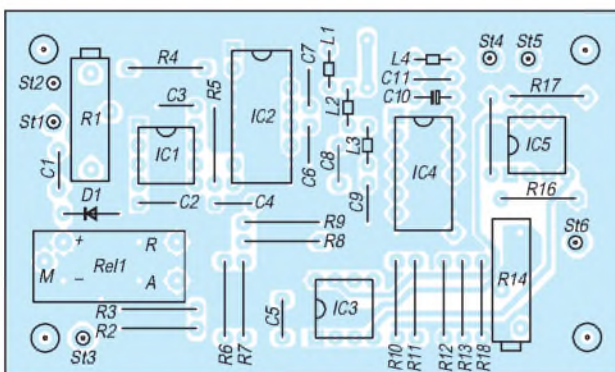 St2
St1
R1
R4
C3
R5
IC1
IC2
C7
L1
L2
C6
C8
L3
C9
L4
C11
C10
IC4
St4
St5
R17
IC5
R16
St6
C1
D1
C2
C4
R9
R8
+ R
M Rel1
− A
R3
R2
St3
R6
R7
C5
IC3
R10
R11
R12
R13
R18
R14